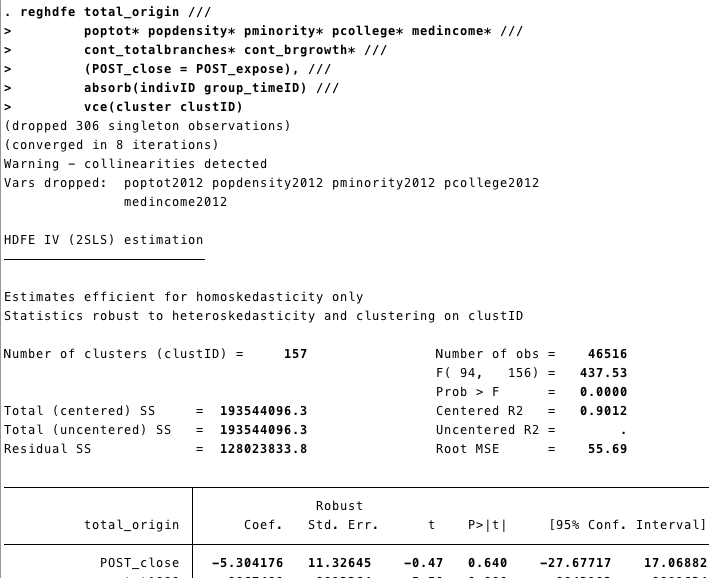 . reghdfe total_origin ///
> poptot* popdensity* pminority* pcollege* medincome* ///
> cont_totalbranches* cont_brgrowth* ///
> (POST_close = POST_expose), ///
> absorb(indivID group_timeID) ///
> vce(cluster clustID)
(dropped 306 singleton observations)
(converged in 8 iterations)
Warning − collinearities detected
Vars dropped: poptot2012 popdensity2012 pminority2012 pcollege2012
medincome2012
HDFE IV (2SLS) estimation
Estimates efficient for homoskedasticity only
Statistics robust to heteroskedasticity and clustering on clustID
Number of clusters (clustID) = 157 Number of obs = 46516
F( 94, 156) = 437.53
Prob > F = 0.0000
Total (centered) SS = 193544096.3 Centered R2 = 0.9012
Total (uncentered) SS = 193544096.3 Uncentered R2 = .
Residual SS = 128023833.8 Root MSE = 55.69
Robust
total_origin Coef. Std. Err. t P>|t| [95% Conf. Interval]
POST_close −5.304176 11.32645 −0.47 0.640 −27.67717 17.06882